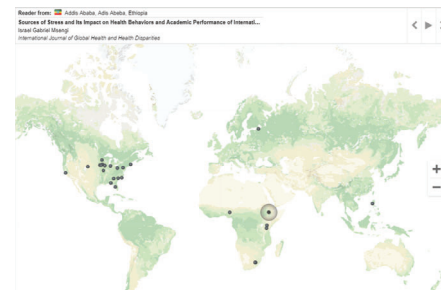 Reader from: Addis Ababa, Adis Abeba, Ethiopia
Sources of Stress and Its Impact on Health Behaviors and Academic Performance of Internati...
Israel Gabriel Msengi
International Journal of Global Health and Health Disparities
+
−